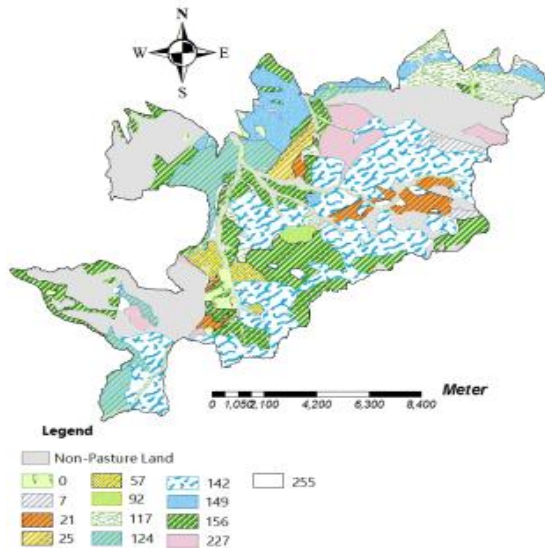 N
W E
S
Meter
0 1,050 2,100 4,200 6,300 8,400
Legend
Non-Pasture Land
0 57 142 255
7 92 149
21 117 156
25 124 227